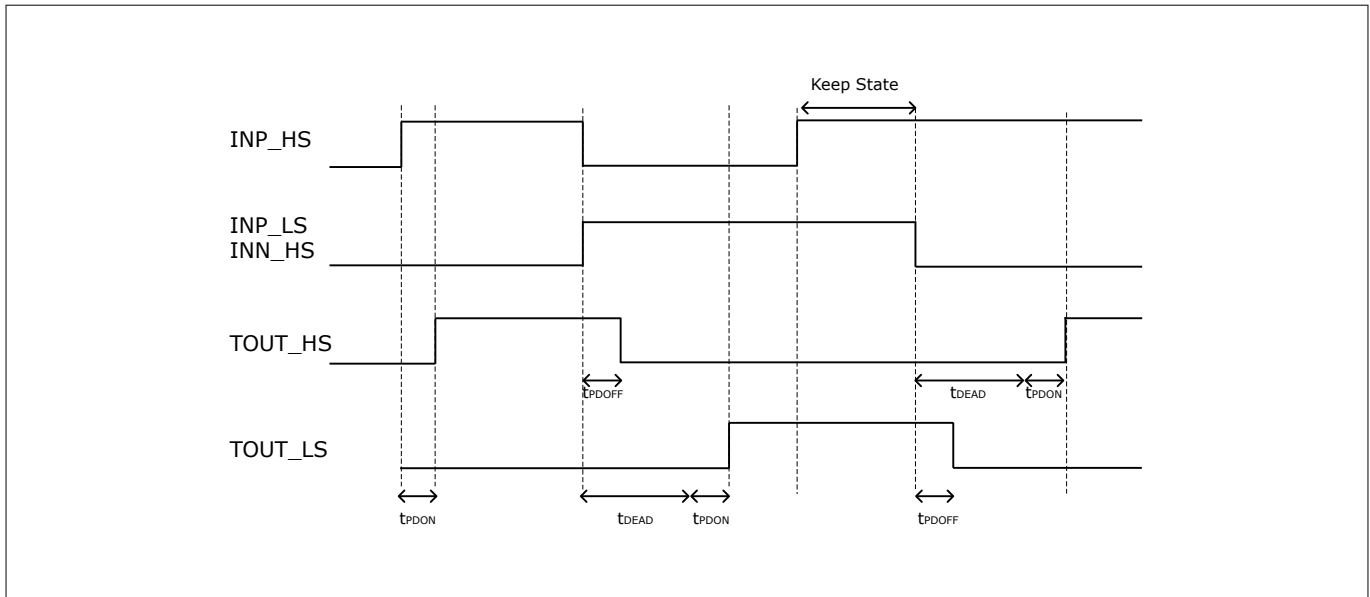 Keep State
INP_HS
INP_LS
INN_HS
TOUT_HS
tPDOFF
tDEAD
tPDON
TOUT_LS
tPDON
tDEAD
tPDON
tPDOFF